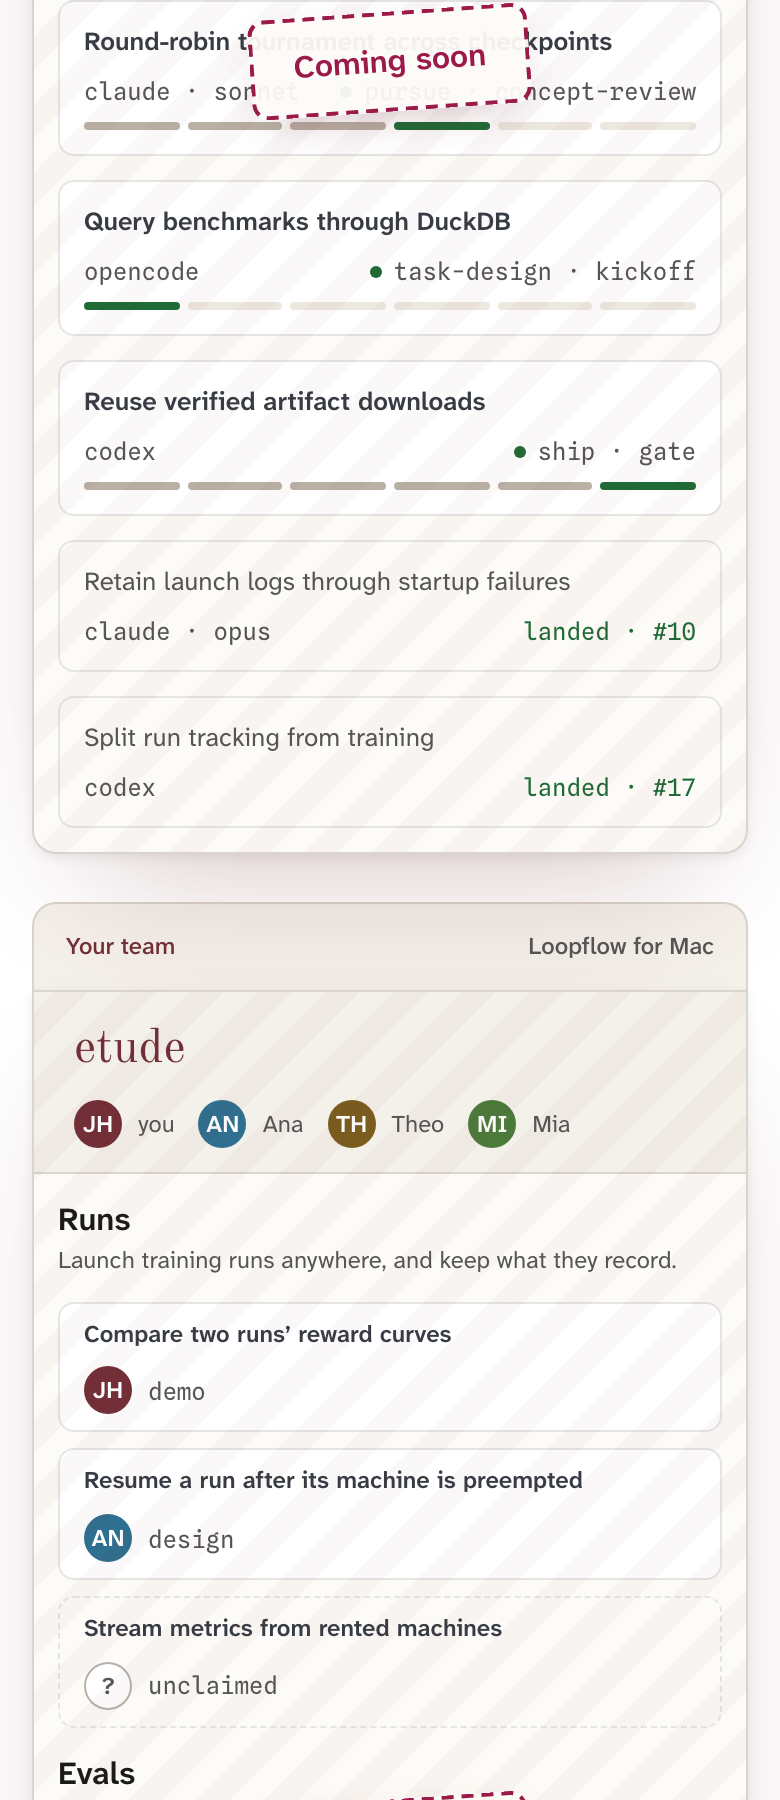 Round-robin tournament across checkpoints
Coming soon
claude · sonnet pursue · concept-review
Query benchmarks through DuckDB
opencode task-design · kickoff
Reuse verified artifact downloads
codex ship · gate
Retain launch logs through startup failures
claude · opus landed · #10
Split run tracking from training
codex landed · #17
Your team Loopflow for Mac
etude
JH you AN Ana TH Theo MI Mia
Runs
Launch training runs anywhere, and keep what they record.
Compare two runs’ reward curves
JH demo
Resume a run after its machine is preempted
AN design
Stream metrics from rented machines
? unclaimed
Evals